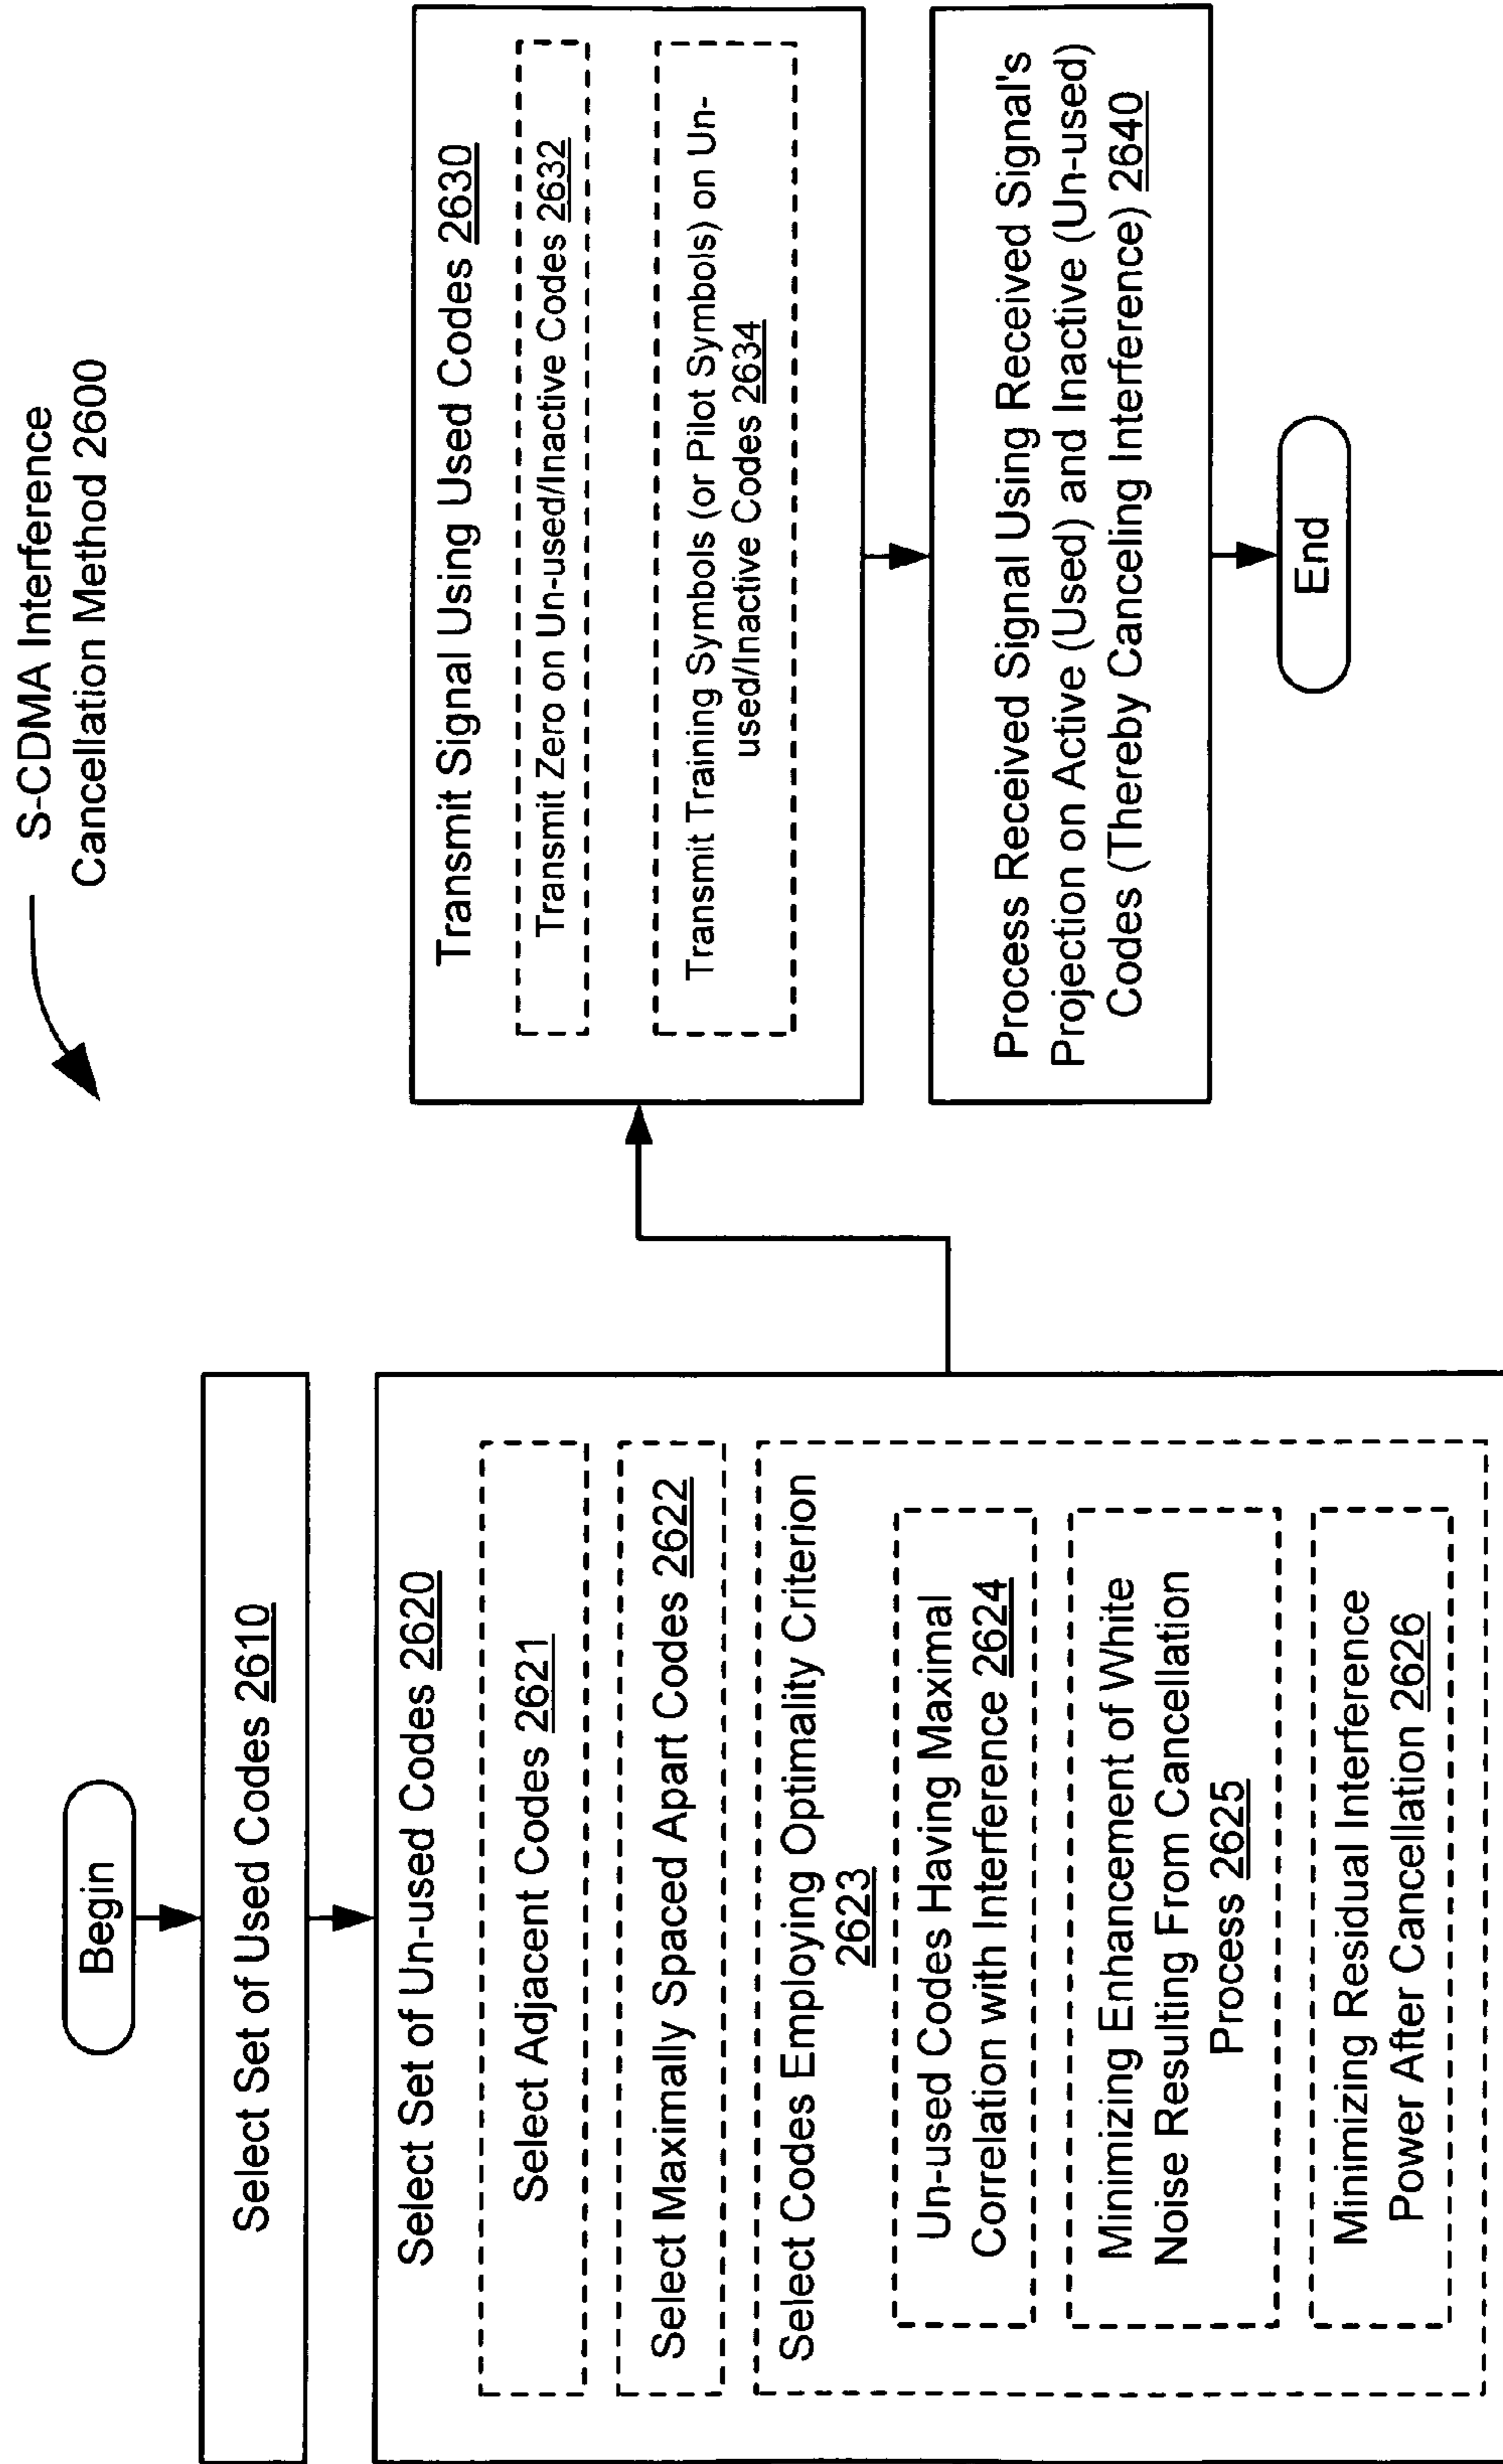 S-CDMA Interference
Cancellation Method 2600
Begin
Select Set of Used Codes 2610
Select Set of Un-used Codes 2620
Select Adjacent Codes 2621
Select Maximally Spaced Apart Codes 2622
Select Codes Employing Optimality Criterion
2623
Un-used Codes Having Maximal
Correlation with Interference 2624
Minimizing Enhancement of White
Noise Resulting From Cancellation
Process 2625
Minimizing Residual Interference
Power After Cancellation 2626
Transmit Signal Using Used Codes 2630
Transmit Zero on Un-used/Inactive Codes 2632
Transmit Training Symbols (or Pilot Symbols) on Un-
used/Inactive Codes 2634
Process Received Signal Using Received Signal's
Projection on Active (Used) and Inactive (Un-used)
Codes (Thereby Canceling Interference) 2640
End